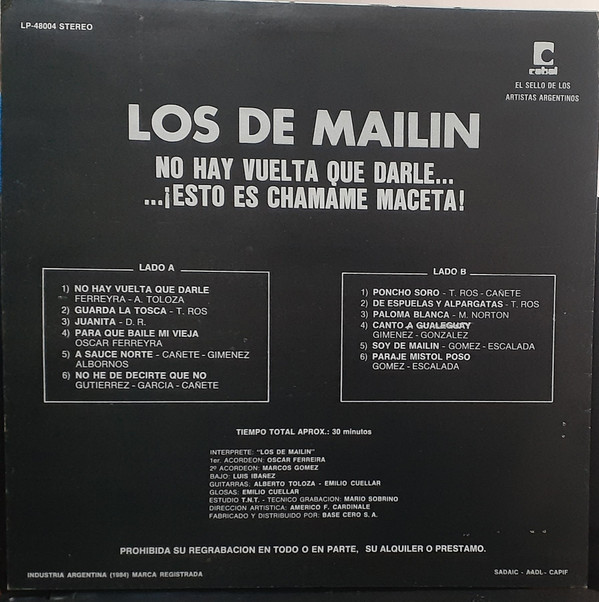 LP-48004 STEREO
cabal
EL SELLO DE LOS
ARTISTAS ARGENTINOS
LOS DE MAILIN
NO HAY VUELTA QUE DARLE...
...¡ESTO ES CHAMAME MACETA!
LADO A
1) NO HAY VUELTA QUE DARLE
FERREYRA - A. TOLOZA
2) GUARDA LA TOSCA - T. ROS
3) JUANITA - D. R.
4) PARA QUE BAILE MI VIEJA
OSCAR FERREYRA
5) A SAUCE NORTE - CAÑETE - GIMENEZ
ALBORNOS
6) NO HE DE DECIRTE QUE NO
GUTIERREZ - GARCIA - CAÑETE
LADO B
1) PONCHO SORO - T. ROS - CAÑETE
2) DE ESPUELAS Y ALPARGATAS - T. ROS
3) PALOMA BLANCA - M. NORTON
4) CANTO A GUALEGUAY
GIMENEZ - GONZALEZ
5) SOY DE MAILIN - GOMEZ - ESCALADA
6) PARAJE MISTOL POSO
GOMEZ - ESCALADA
TIEMPO TOTAL APROX.: 30 minutos
INTERPRETE: "LOS DE MAILIN"
1er. ACORDEON: OSCAR FERREIRA
2º ACORDEON: MARCOS GOMEZ
BAJO: LUIS IBAÑEZ
GUITARRAS: ALBERTO TOLOZA - EMILIO CUELLAR
GLOSAS: EMILIO CUELLAR
ESTUDIO T.N.T. - TECNICO GRABACION: MARIO SOBRINO
DIRECCION ARTISTICA: AMERICO F. CARDINALE
FABRICADO Y DISTRIBUIDO POR: BASE CERO S.A.
PROHIBIDA SU REGRABACION EN TODO O EN PARTE, SU ALQUILER O PRESTAMO.
INDUSTRIA ARGENTINA (1984) MARCA REGISTRADA
SADAIC - AADI - CAPIF